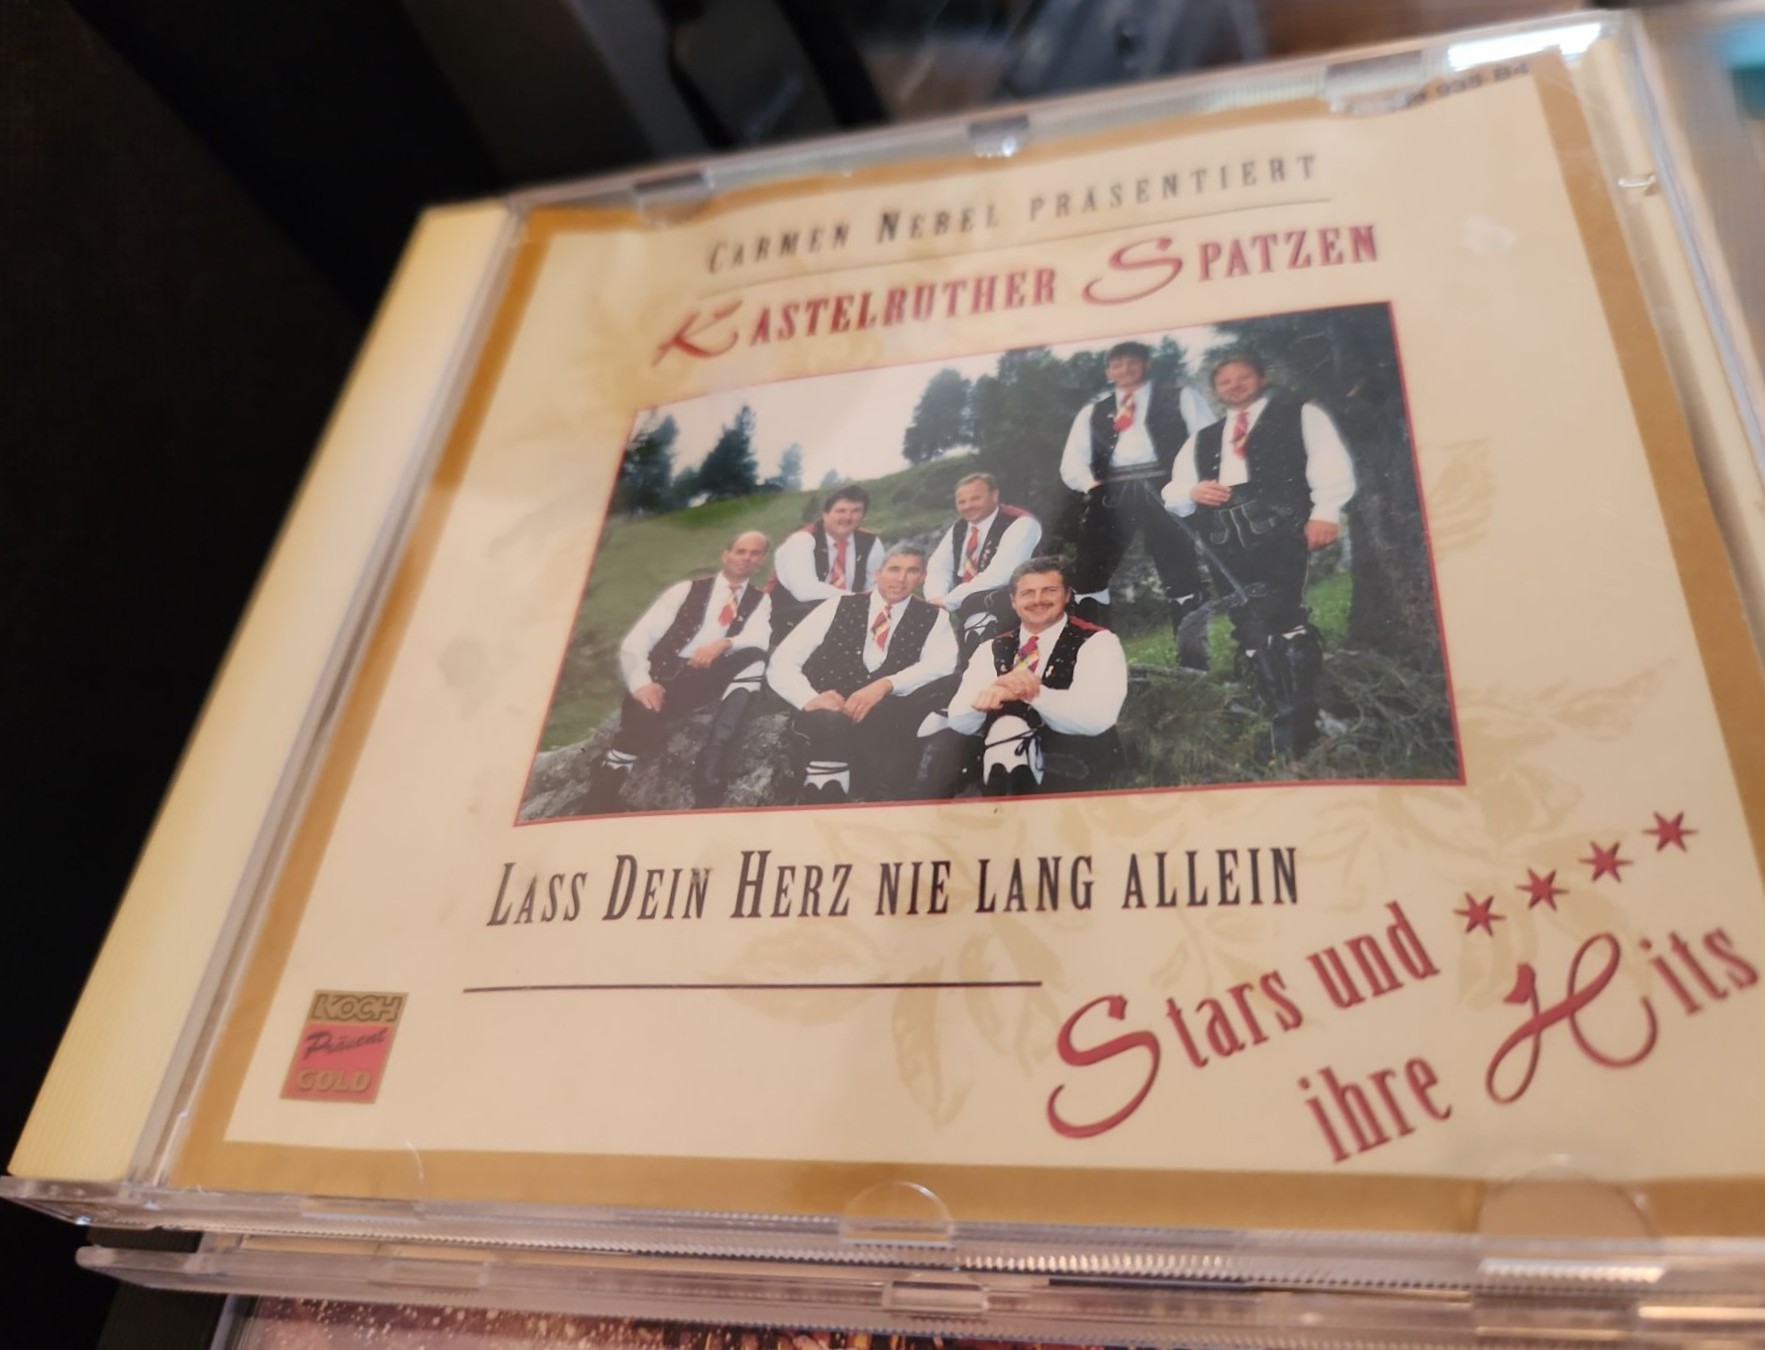 CARMEN NEBEL PRÄSENTIERT
KASTELRUTHER SPATZEN
LASS DEIN HERZ NIE LANG ALLEIN
Stars und
ihre Hits
KOCH
Präsent
GOLD